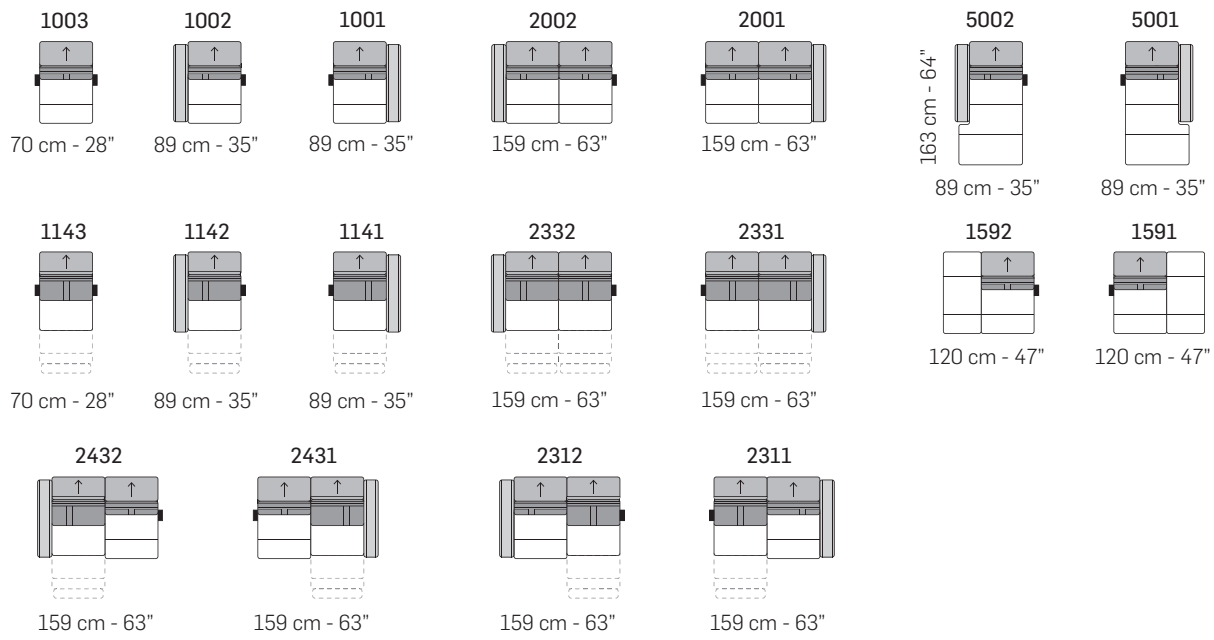 1003 1002 1001 2002 2001 5002 5001
163 cm - 64”
70 cm - 28” 89 cm - 35” 89 cm - 35” 159 cm - 63” 159 cm - 63”
89 cm - 35” 89 cm - 35”
1143 1142 1141 2332 2331 1592 1591
120 cm - 47” 120 cm - 47”
70 cm - 28” 89 cm - 35” 89 cm - 35” 159 cm - 63” 159 cm - 63”
2432 2431 2312 2311
159 cm - 63” 159 cm - 63” 159 cm - 63” 159 cm - 63”